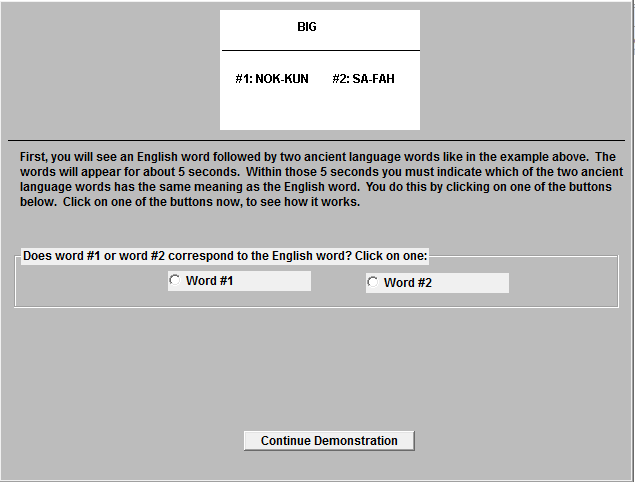 BIG
#1: NOK-KUN #2: SA-FAH
First, you will see an English word followed by two ancient language words like in the example above. The
words will appear for about 5 seconds. Within those 5 seconds you must indicate which of the two ancient
language words has the same meaning as the English word. You do this by clicking on one of the buttons
below. Click on one of the buttons now, to see how it works.
Does word #1 or word #2 correspond to the English word? Click on one:
Word #1 Word #2
Continue Demonstration